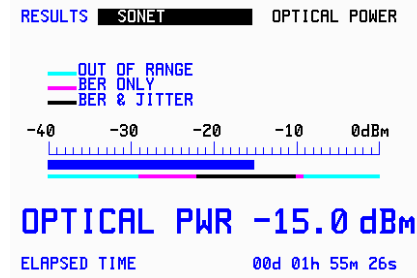 RESULTS SONET OPTICAL POWER
OUT OF RANGE
BER ONLY
BER & JITTER
-40 -30 -20 -10 0dBm
OPTICAL PWR -15.0 dBm
ELAPSED TIME 00d 01h 55m 26s